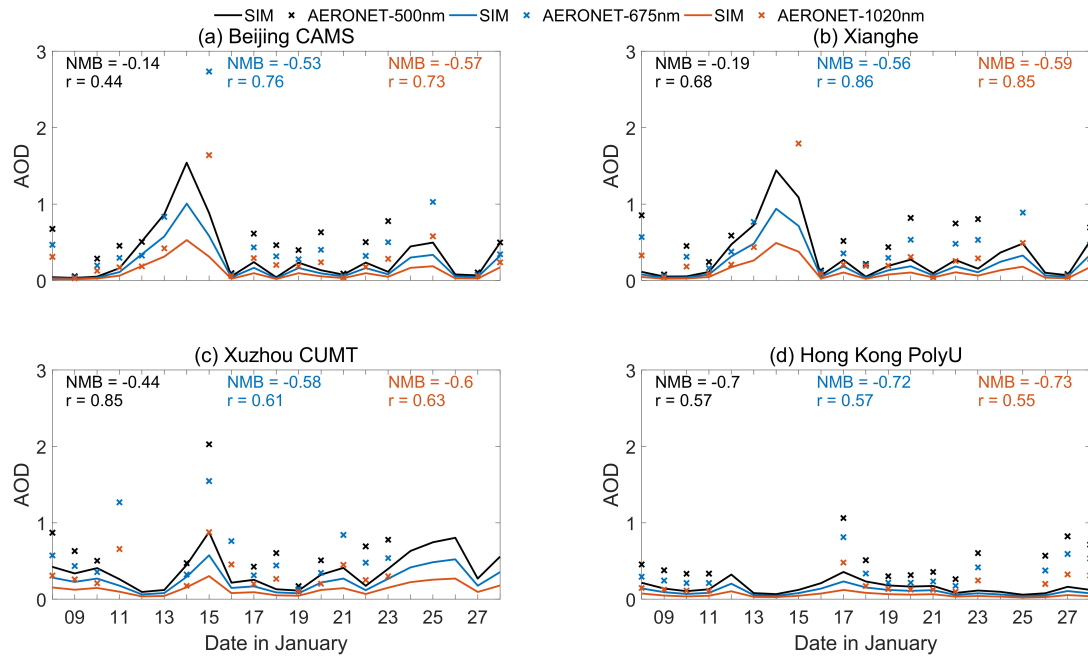 SIM AERONET-500nm SIM AERONET-675nm SIM AERONET-1020nm
(a) Beijing CAMS
(b) Xianghe
NMB = -0.14 NMB = -0.53 NMB = -0.57
r = 0.44 r = 0.76 r = 0.73
NMB = -0.19 NMB = -0.56 NMB = -0.59
r = 0.68 r = 0.86 r = 0.85
3
2
1
0
AOD
3
2
1
0
AOD
(c) Xuzhou CUMT
(d) Hong Kong PolyU
NMB = -0.44 NMB = -0.58 NMB = -0.6
r = 0.85 r = 0.61 r = 0.63
NMB = -0.7 NMB = -0.72 NMB = -0.73
r = 0.57 r = 0.57 r = 0.55
3
2
1
0
AOD
3
2
1
0
AOD
09 11 13 15 17 19 21 23 25 27
09 11 13 15 17 19 21 23 25 27
Date in January
Date in January